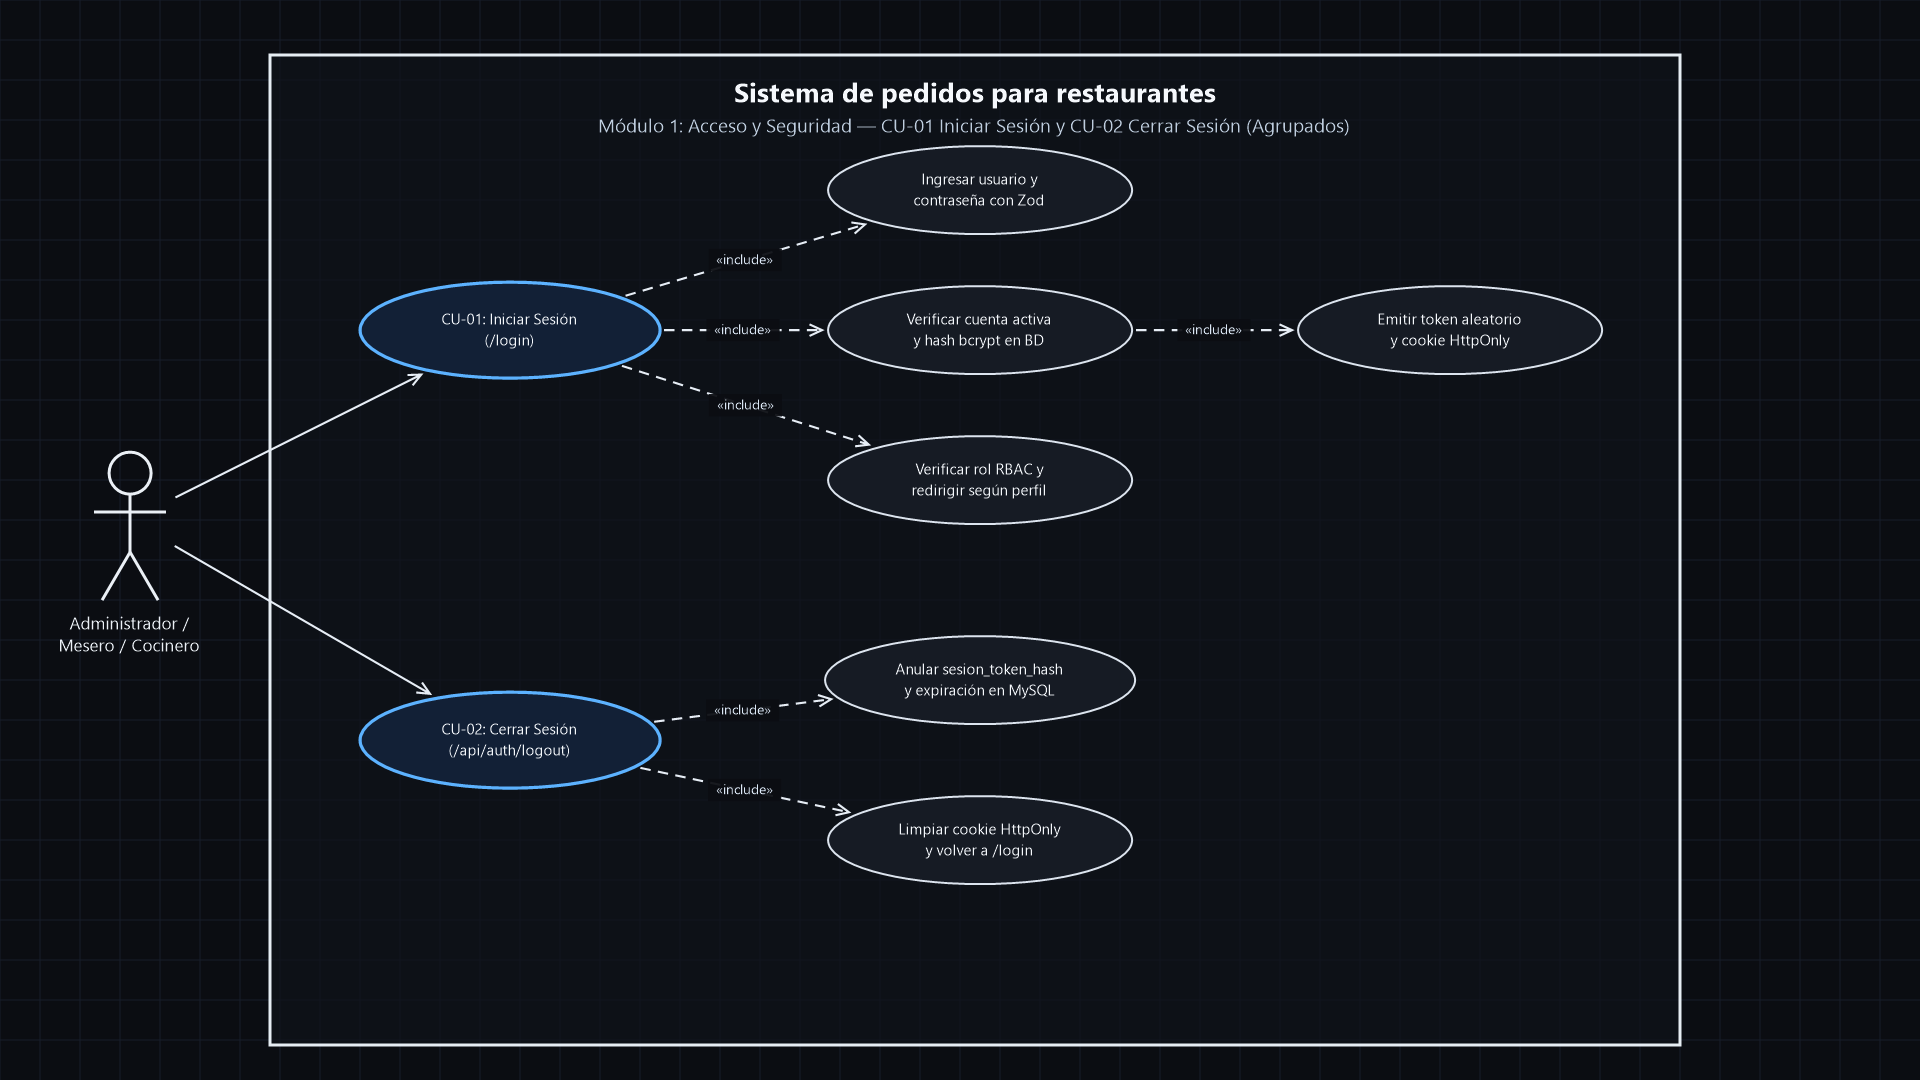 Sistema de pedidos para restaurantes
Módulo 1: Acceso y Seguridad — CU-01 Iniciar Sesión y CU-02 Cerrar Sesión (Agrupados)
Ingresar usuario y
contraseña con Zod
«include»
CU-01: Iniciar Sesión
(/login)
«include»
Verificar cuenta activa
y hash bcrypt en BD
«include»
Emitir token aleatorio
y cookie HttpOnly
«include»
Verificar rol RBAC y
redirigir según perfil
Administrador /
Mesero / Cocinero
Anular sesion_token_hash
y expiración en MySQL
«include»
CU-02: Cerrar Sesión
(/api/auth/logout)
«include»
Limpiar cookie HttpOnly
y volver a /login